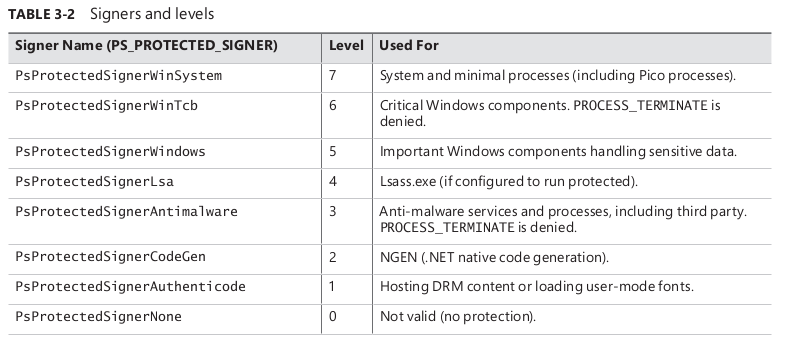 TABLE 3-2 Signers and levels
Signer Name (PS_PROTECTED_SIGNER) Level Used For
PsProtectedSignerWinSystem 7 System and minimal processes (including Pico processes).
PsProtectedSignerWinTcb 6 Critical Windows components. PROCESS_TERMINATE is
denied.
PsProtectedSignerWindows 5 Important Windows components handling sensitive data.
PsProtectedSignerLsa 4 Lsass.exe (if configured to run protected).
PsProtectedSignerAntimalware 3 Anti-malware services and processes, including third party.
PROCESS_TERMINATE is denied.
PsProtectedSignerCodeGen 2 NGEN (.NET native code generation).
PsProtectedSignerAuthenticode 1 Hosting DRM content or loading user-mode fonts.
PsProtectedSignerNone 0 Not valid (no protection).